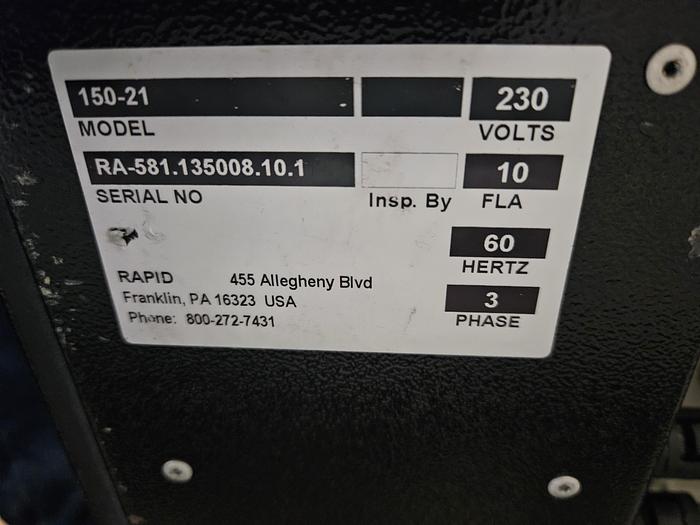 150-21 230
MODEL VOLTS
RA-581.135008.10.1 10
SERIAL NO Insp. By FLA
60
HERTZ
RAPID 455 Allegheny Blvd
3
Franklin, PA 16323 USA
Phone: 800-272-7431 PHASE